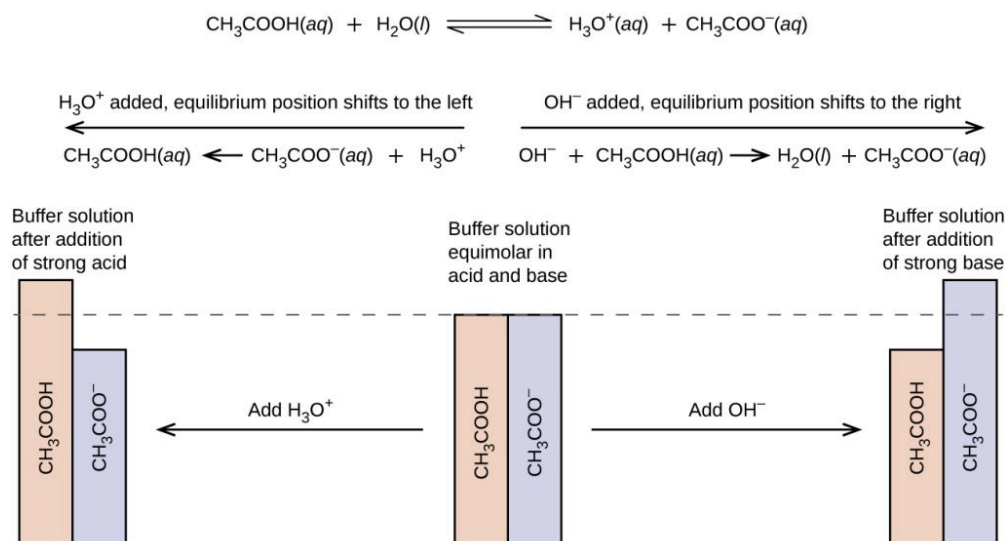 CH₃COOH(aq) + H₂O(l) ⇌ H₃O⁺(aq) + CH₃COO⁻(aq)
H₃O⁺ added, equilibrium position shifts to the left
OH⁻ added, equilibrium position shifts to the right
CH₃COOH(aq) ← CH₃COO⁻(aq) + H₃O⁺
OH⁻ + CH₃COOH(aq) → H₂O(l) + CH₃COO⁻(aq)
Buffer solution
after addition
of strong acid
Buffer solution
equimolar in
acid and base
Buffer solution
after addition
of strong base
CH₃COOH
CH₃COO⁻
Add H₃O⁺
CH₃COOH
CH₃COO⁻
Add OH⁻
CH₃COOH
CH₃COO⁻